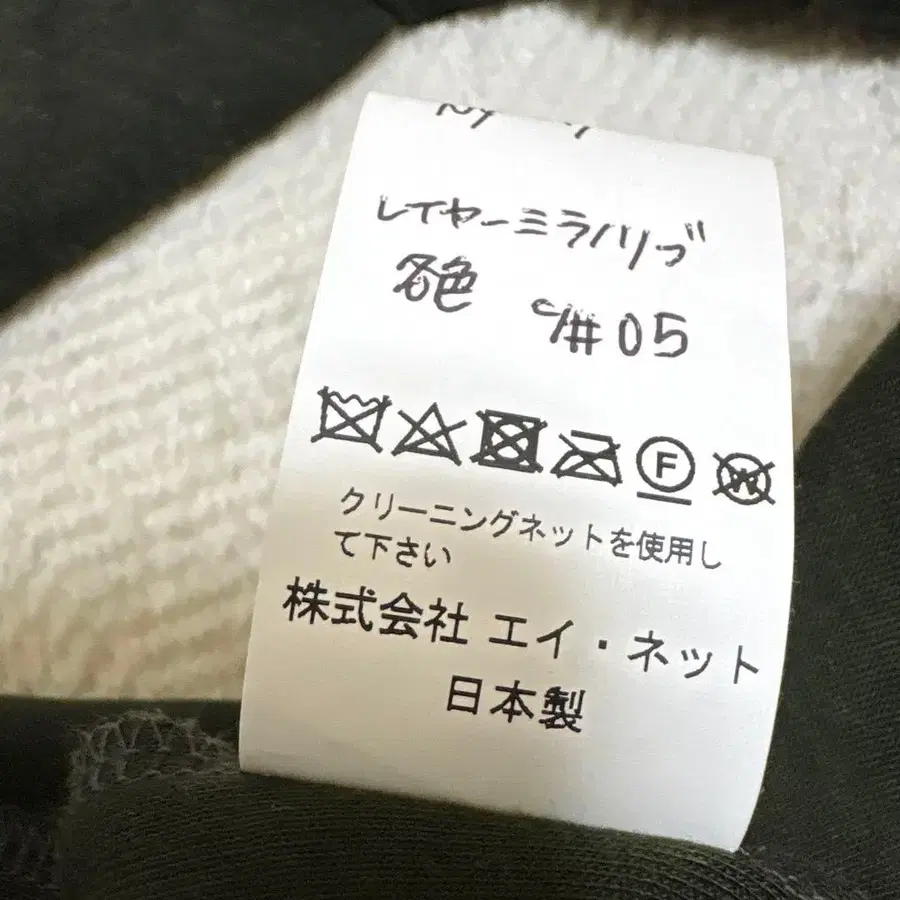 レイヤーミラノリブ
各色 C/# 05
F
W
クリーニングネットを使用し
て下さい
株式会社 エイ・ネット
日本製